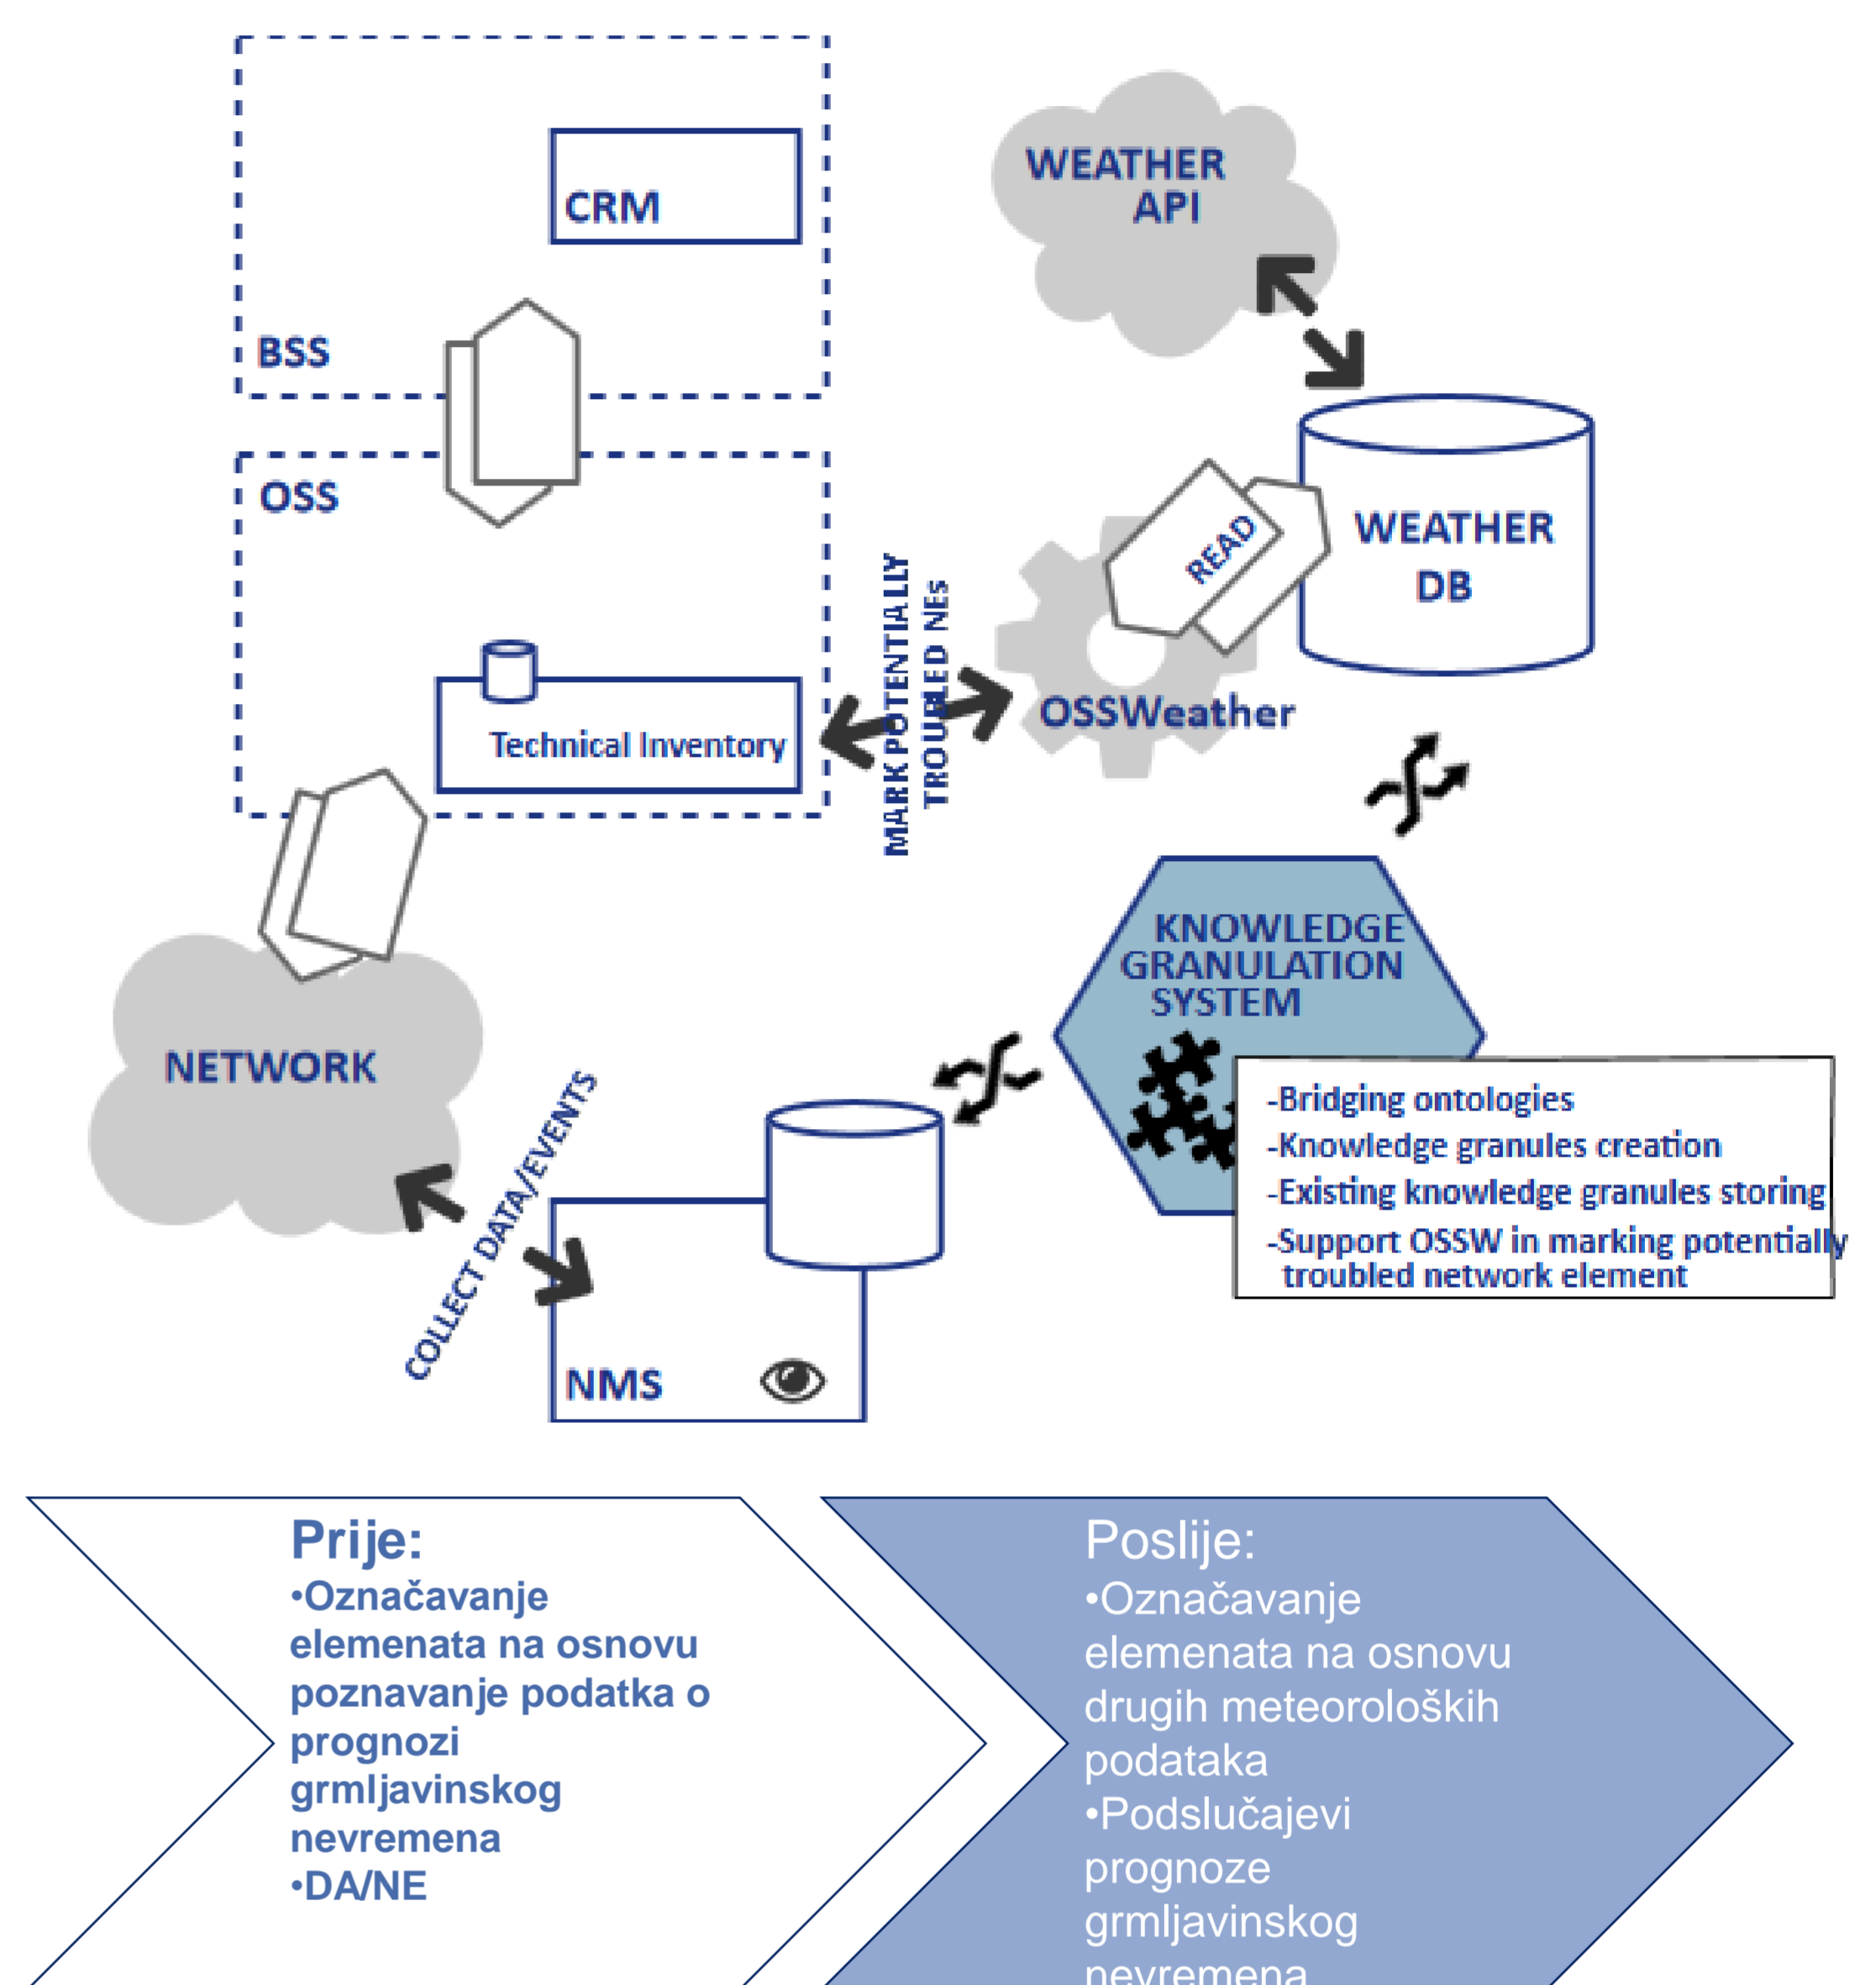 CRM
BSS
WEATHER
API
OSS
READ
WEATHER
DB
MARK POTENTIALLY
TROUBLED NEs
OSSWeather
Technical Inventory
KNOWLEDGE
GRANULATION
SYSTEM
NETWORK
-Bridging ontologies
-Knowledge granules creation
-Existing knowledge granules storing
-Support OSSW in marking potentially
troubled network element
COLLECT DATA/EVENTS
NMS
Prije:
•Označavanje
elemenata na osnovu
poznavanje podatka o
prognozi
grmljavinskog
nevremena
•DA/NE
Poslije:
•Označavanje
elemenata na osnovu
drugih meteoroloških
podataka
•Podslučajevi
prognoze
grmljavinskog
nevremena